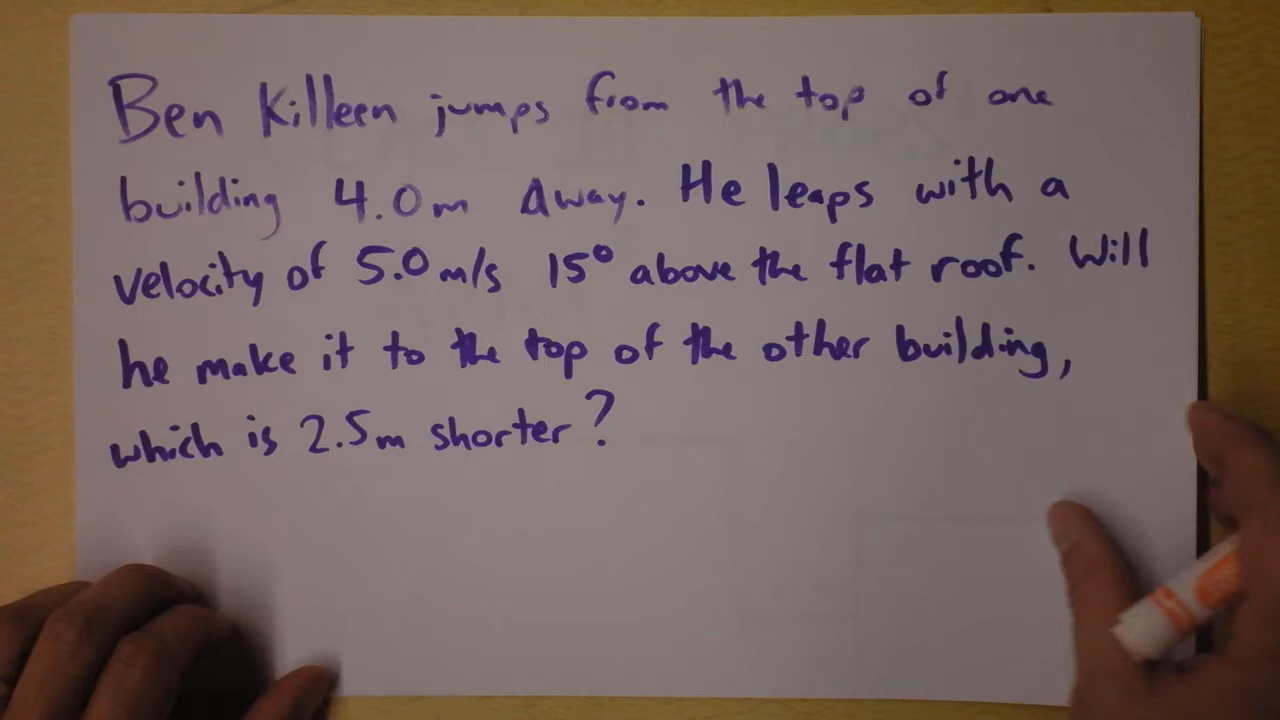 Ben Killeen jumps from the top of one
building 4.0m Away. He leaps with a
velocity of 5.0 m/s 15° above the flat roof. Will
he make it to the top of the other building,
which is 2.5m shorter?